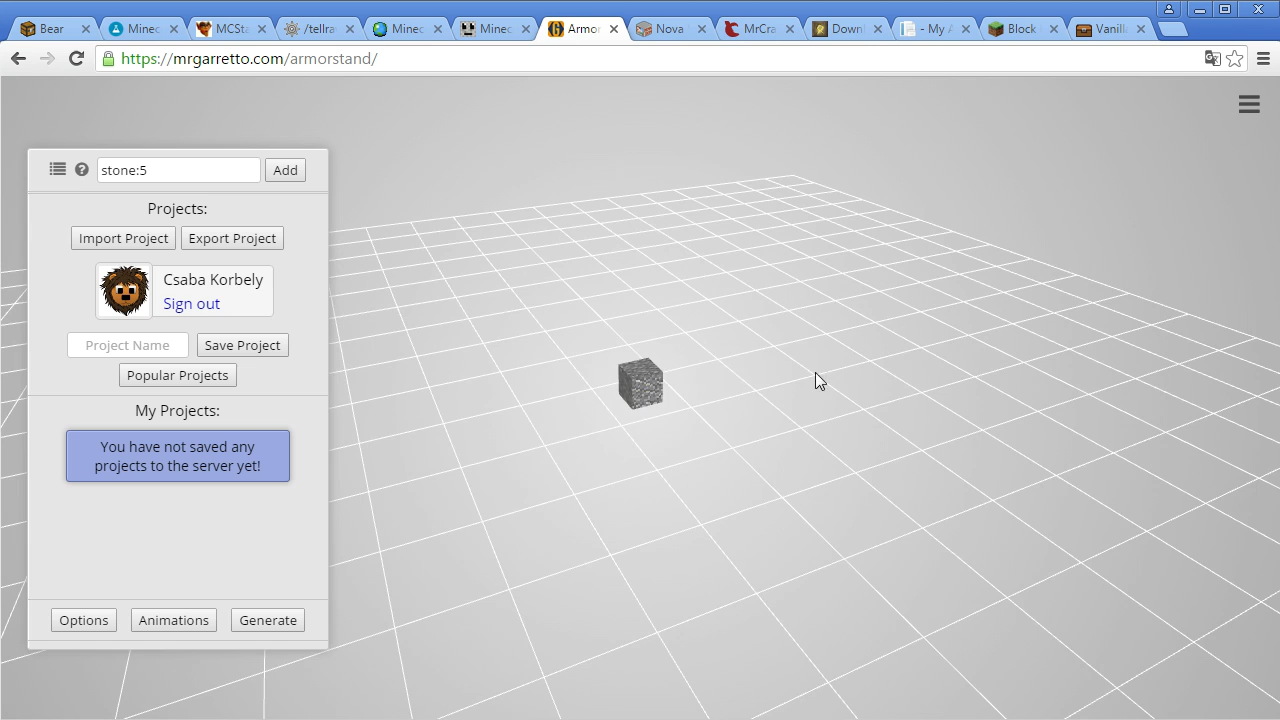 Bear
Minec
MCSta
/tellra
Minec
Minec
Armor
Nova
MrCra
Down
- My A
Block
Vanill
https://mrgarretto.com/armorstand/
stone:5
Add
Projects:
Import Project
Export Project
Csaba Korbely
Sign out
Project Name
Save Project
Popular Projects
My Projects:
You have not saved any
projects to the server yet!
Options
Animations
Generate